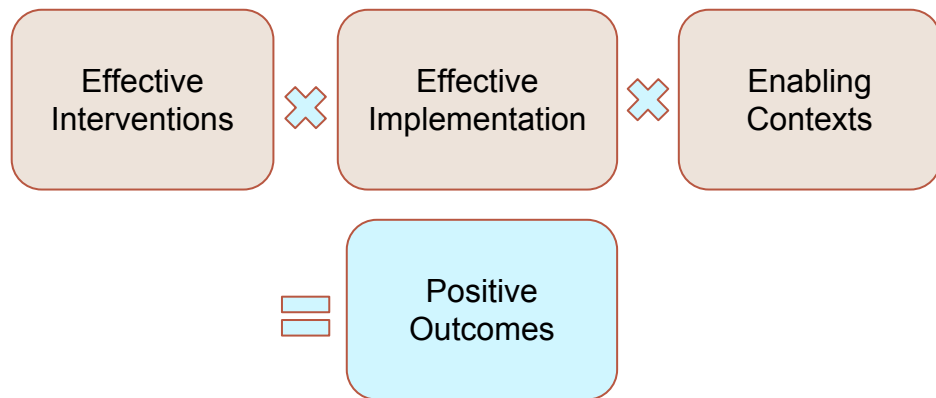 Effective
Interventions
Effective
Implementation
Enabling
Contexts
Positive
Outcomes